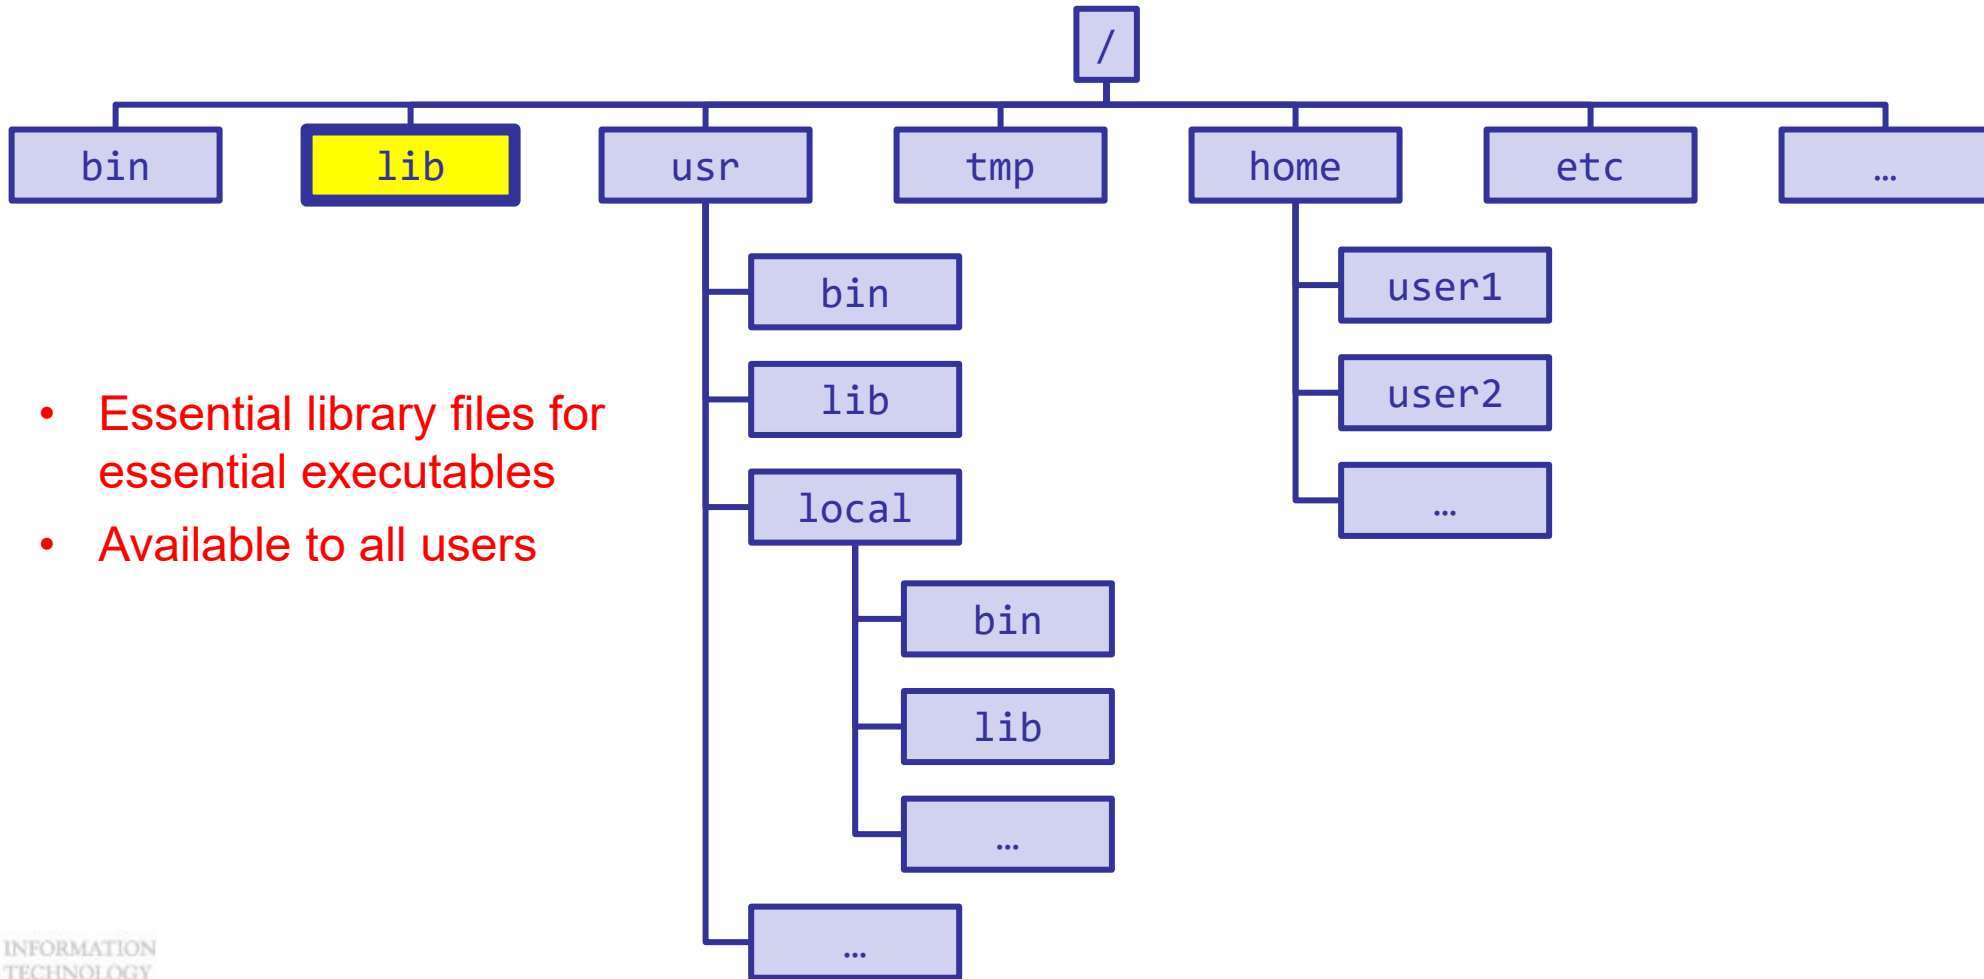 /
bin lib usr tmp home etc …
bin
lib
local
bin
lib
…
…
user1
user2
…
• Essential library files for
essential executables
• Available to all users
INFORMATION
TECHNOLOGY